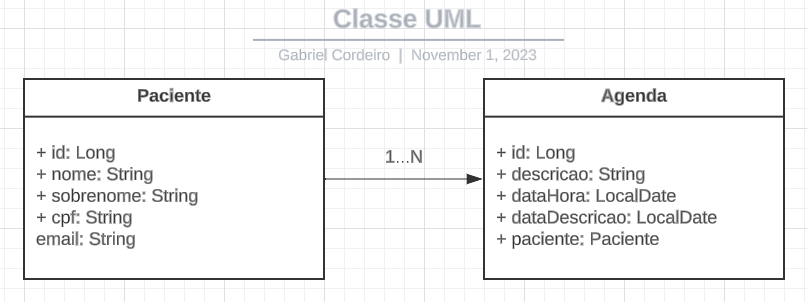 Classe UML
Gabriel Cordeiro | November 1, 2023
Paciente
+ id: Long
+ nome: String
+ sobrenome: String
+ cpf: String
email: String
1...N
Agenda
+ id: Long
+ descricao: String
+ dataHora: LocalDate
+ dataDescricao: LocalDate
+ paciente: Paciente